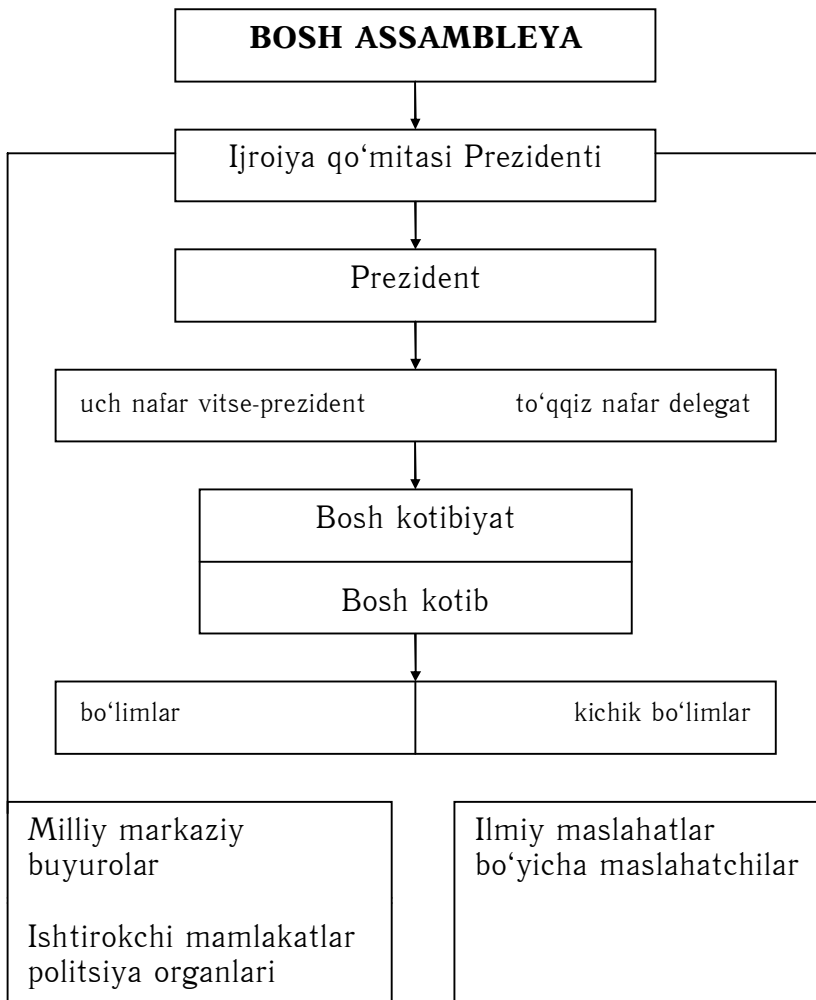 BOSH ASSAMBLEYA
Ijroiya qo‘mitasi Prezidenti
Prezident
uch nafar vitse-prezident
to‘qqiz nafar delegat
Bosh kotibiyat
Bosh kotib
bo‘limlar
kichik bo‘limlar
Milliy markaziy
buyurolar
Ishtirokchi mamlakatlar
politsiya organlari
Ilmiy maslahatlar
bo‘yicha maslahatchilar